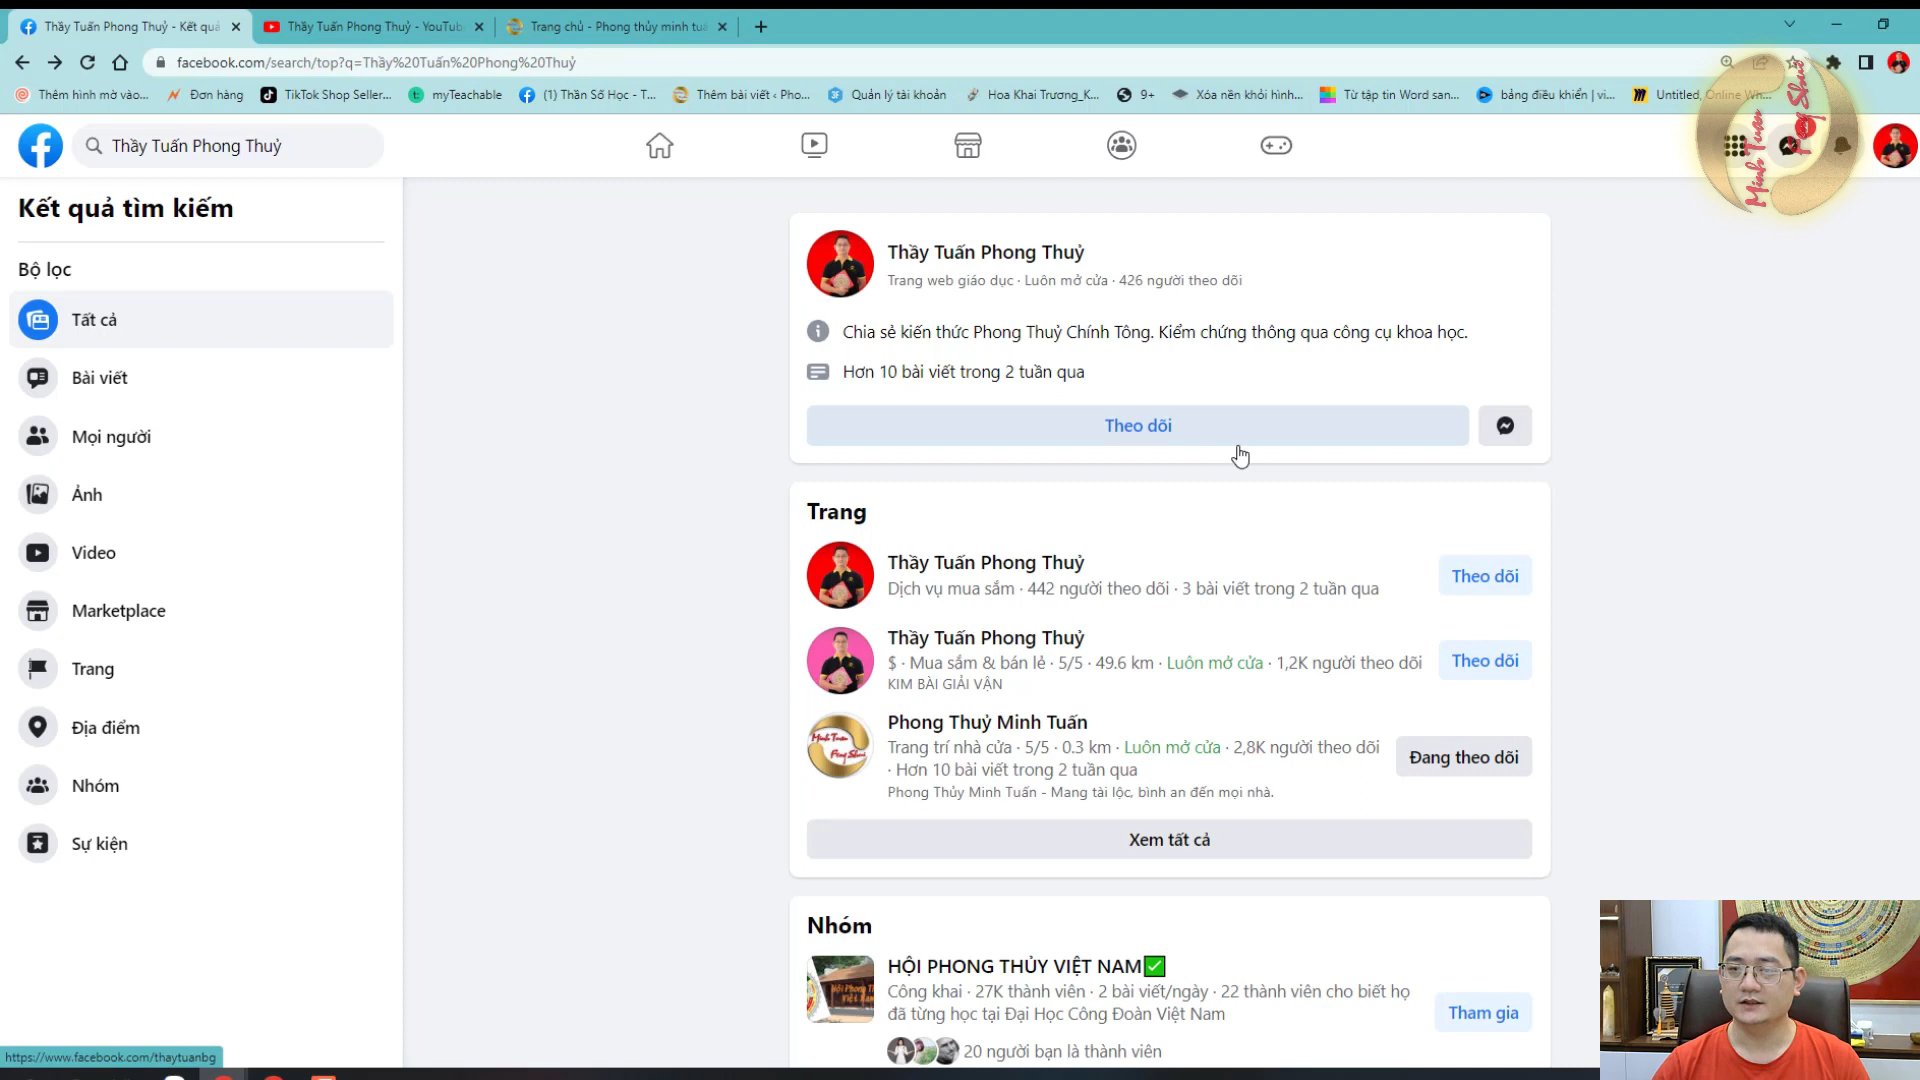 Thầy Tuấn Phong Thuỷ - Kết quả
Thầy Tuấn Phong Thuỷ - YouTube
Trang chủ - Phong thủy minh tuấ
facebook.com/search/top?q=Thầy%20Tuấn%20Phong%20Thuỷ
Thêm hình mờ vào...
Đơn hàng
TikTok Shop Seller...
myTeachable
(1) Thần Số Học - T...
Thêm bài viết ‹ Pho...
Quản lý tài khoản
Hoa Khai Trương_K...
9+
Xóa nền khỏi hình...
Từ tập tin Word san...
bảng điều khiển | vi...
Untitled, Online Wh...
Minh Tuan
Feng Shui
Thầy Tuấn Phong Thuỷ
Kết quả tìm kiếm
Bộ lọc
Tất cả
Bài viết
Mọi người
Ảnh
Video
Marketplace
Trang
Địa điểm
Nhóm
Sự kiện
Thầy Tuấn Phong Thuỷ
Trang web giáo dục · Luôn mở cửa · 426 người theo dõi
Chia sẻ kiến thức Phong Thuỷ Chính Tông. Kiểm chứng thông qua công cụ khoa học.
Hơn 10 bài viết trong 2 tuần qua
Theo dõi
Trang
Thầy Tuấn Phong Thuỷ
Dịch vụ mua sắm · 442 người theo dõi · 3 bài viết trong 2 tuần qua
Theo dõi
Thầy Tuấn Phong Thuỷ
$ · Mua sắm & bán lẻ · 5/5 · 49.6 km · Luôn mở cửa · 1,2K người theo dõi
KIM BÀI GIẢI VẬN
Theo dõi
Minh Tuan
Feng Shui
Phong Thuỷ Minh Tuấn
Trang trí nhà cửa · 5/5 · 0.3 km · Luôn mở cửa · 2,8K người theo dõi
· Hơn 10 bài viết trong 2 tuần qua
Phong Thủy Minh Tuấn - Mang tài lộc, bình an đến mọi nhà.
Đang theo dõi
Xem tất cả
Nhóm
HỘI PHONG THỦY VIỆT NAM✅
Công khai · 27K thành viên · 2 bài viết/ngày · 22 thành viên cho biết họ
đã từng học tại Đại Học Công Đoàn Việt Nam
Tham gia
20 người bạn là thành viên
https://www.facebook.com/thaytuanbg